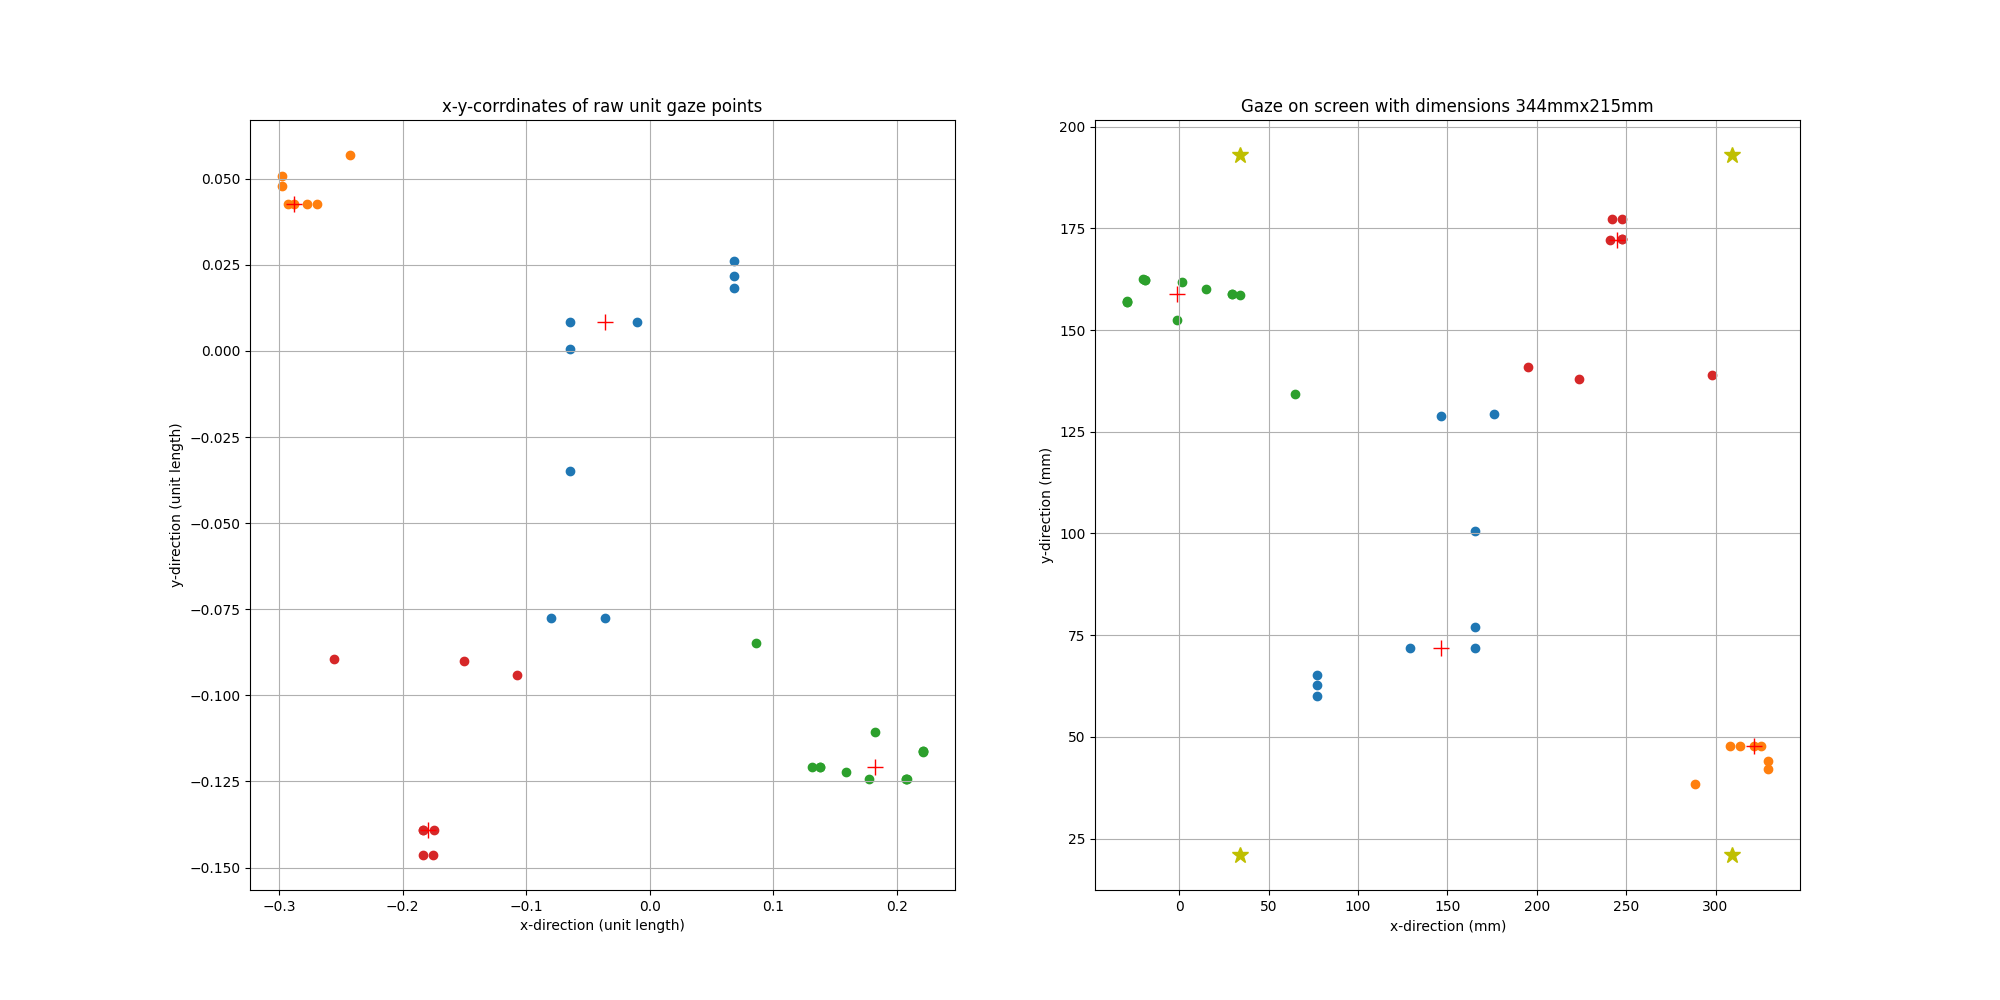 x-y-corrdinates of raw unit gaze points
0.050
0.025
0.000
−0.025
−0.050
−0.075
−0.100
−0.125
−0.150
y-direction (unit length)
−0.3 −0.2 −0.1 0.0 0.1 0.2
x-direction (unit length)
Gaze on screen with dimensions 344mmx215mm
200
175
150
125
100
75
50
25
y-direction (mm)
0 50 100 150 200 250 300
x-direction (mm)